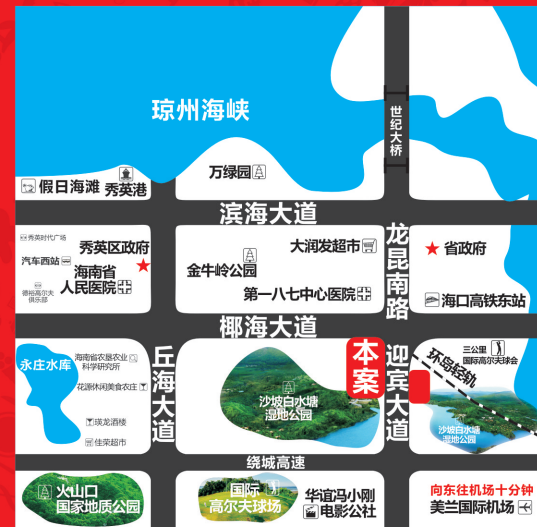 琼州海峡
世纪大桥
万绿园
假日海滩
秀英港
滨海大道
秀英时代广场
秀英区政府
汽车西站
海南省
人民医院
德裕高尔夫
俱乐部
金牛岭公园
大润发超市
第一八七中心医院
龙昆南路
省政府
海口高铁东站
椰海大道
永庄水库
海南省农垦农业
科学研究所
花源休闲美食农庄
瑛龙酒楼
佳荣超市
丘海大道
沙坡白水塘
湿地公园
本案
迎宾大道
三公里
国际高尔夫球会
环岛轻轨
沙坡白水塘
湿地公园
绕城高速
火山口
国家地质公园
国际
高尔夫球场
华谊冯小刚
电影公社
向东往机场十分钟
美兰国际机场